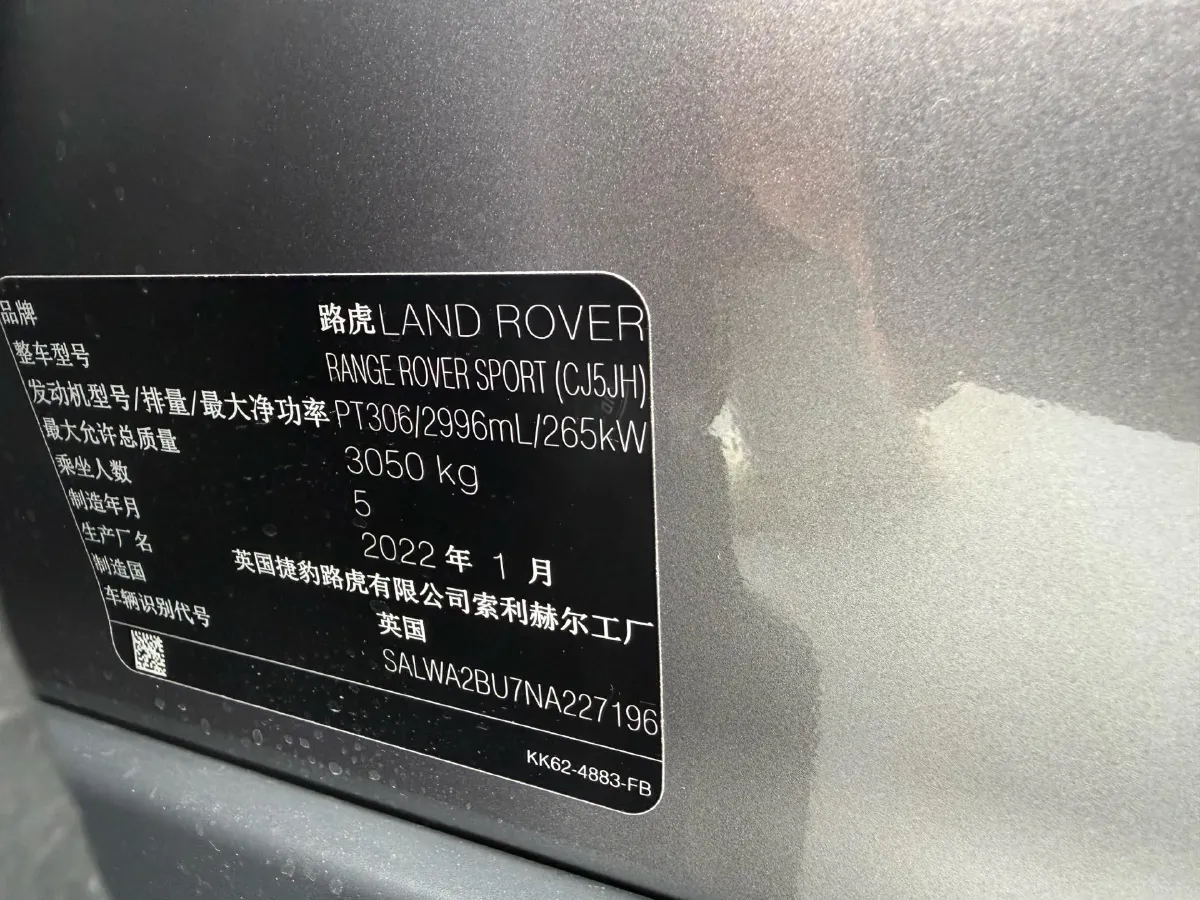 品牌 路虎LAND ROVER
整车型号 RANGE ROVER SPORT (CJ5JH)
发动机型号/排量/最大净功率 PT306/2996mL/265kW
最大允许总质量 3050 kg
乘坐人数 5
制造年月 2022 年 1 月
生产厂名 英国捷豹路虎有限公司索利赫尔工厂
制造国 英国
车辆识别代号 SALWA2BU7NA227196
KK62-4883-FB